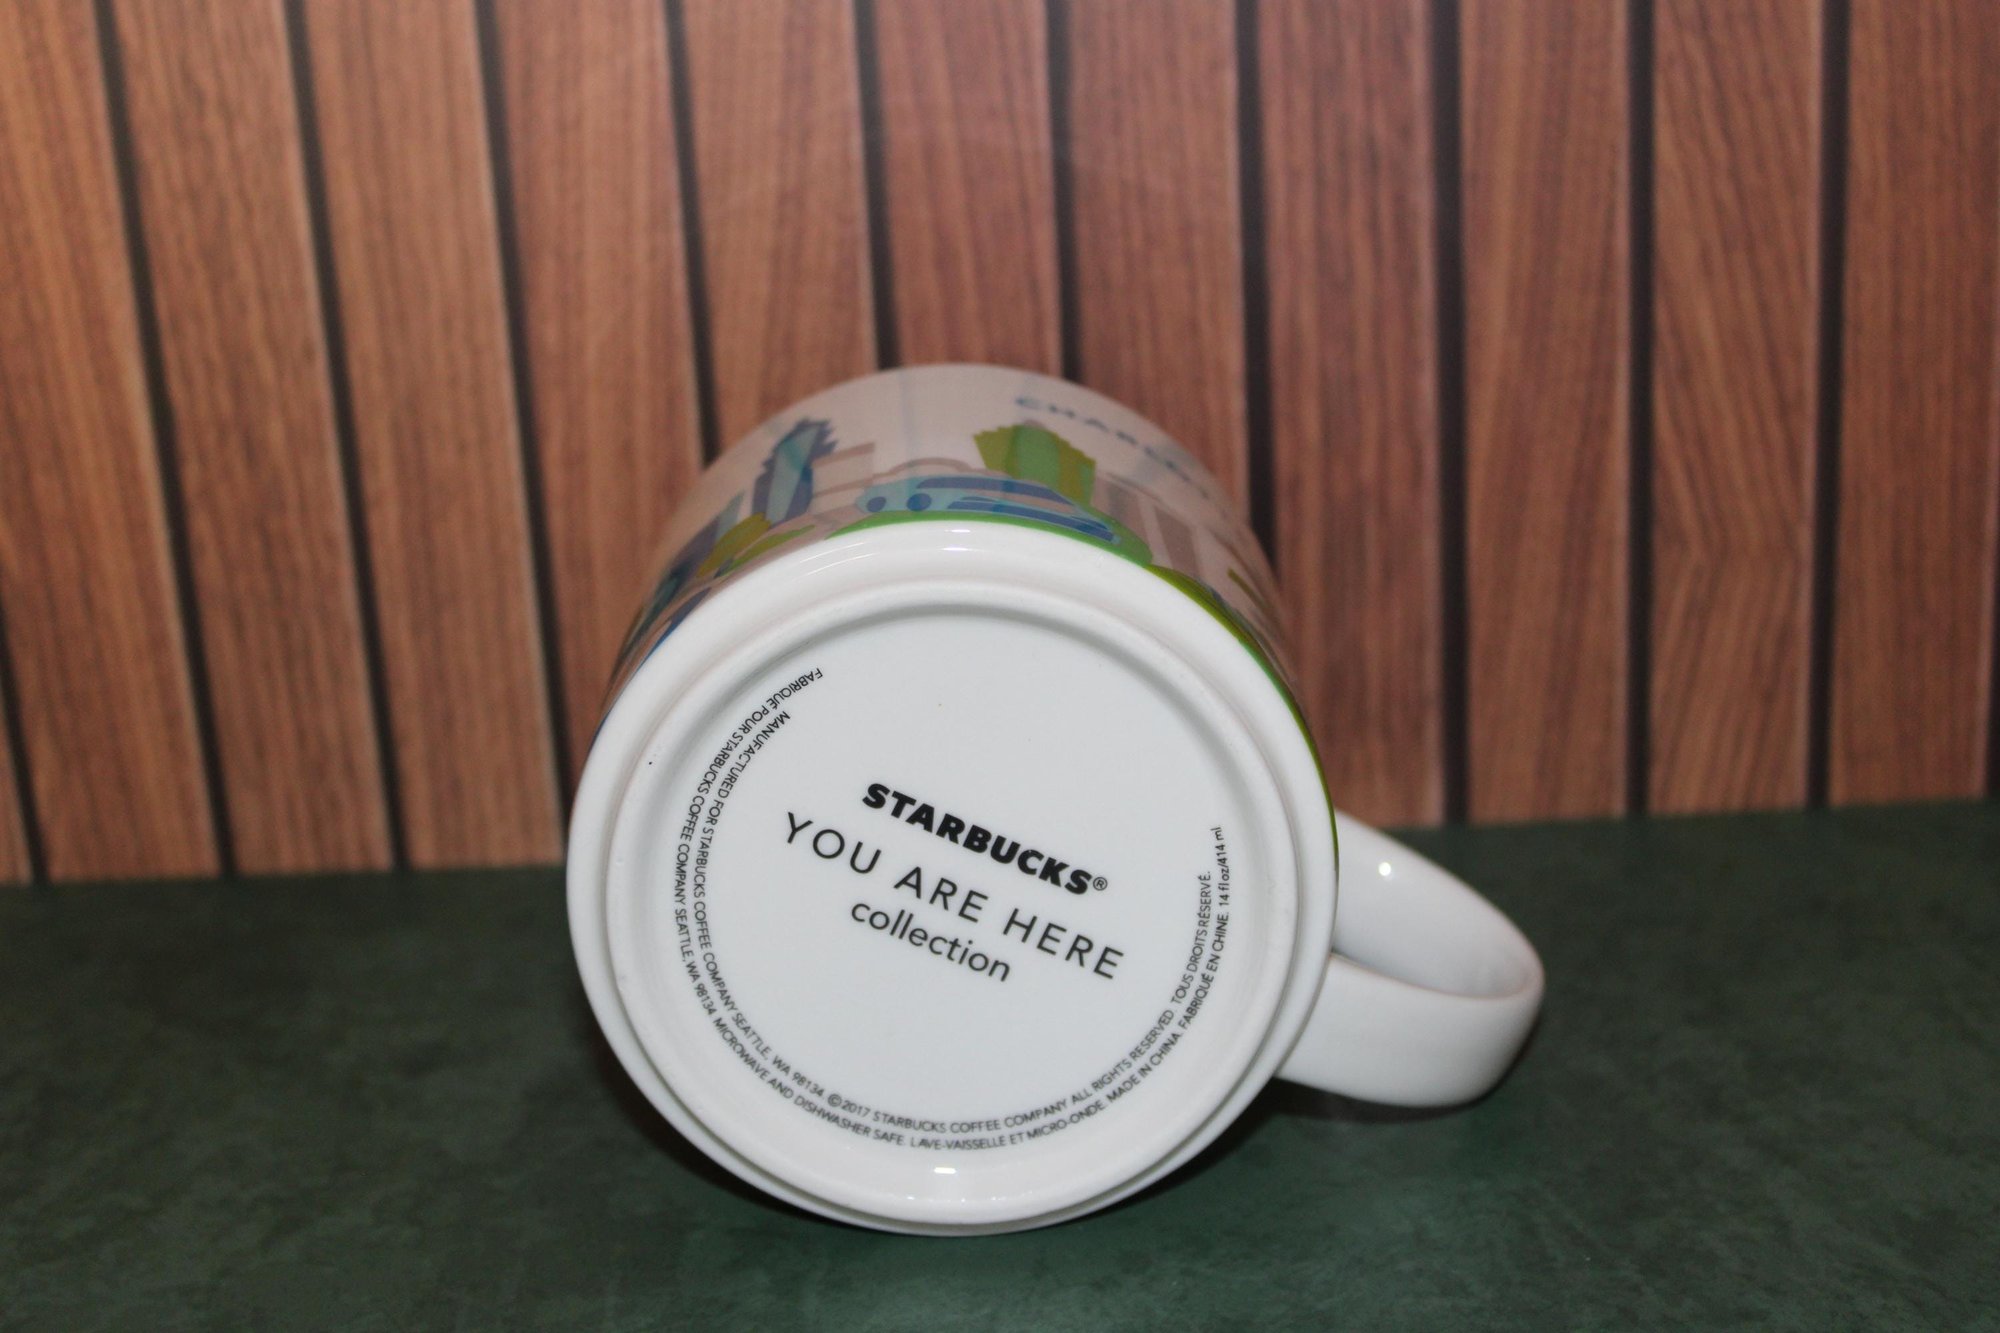 CHARLOTTE
STARBUCKS®
YOU ARE HERE
collection
MANUFACTURED FOR STARBUCKS COFFEE COMPANY SEATTLE, WA 98134 ©2017 STARBUCKS COFFEE COMPANY ALL RIGHTS RESERVED TOUS DROITS RÉSERVÉ.
FABRIQUÉ POUR STARBUCKS COFFEE COMPANY SEATTLE, WA 98134 MICROWAVE AND DISHWASHER SAFE. LAVE-VAISSELLE ET MICRO-ONDE. MADE IN CHINA. FABRIQUÉ EN CHINE. 14 fl oz/414 ml